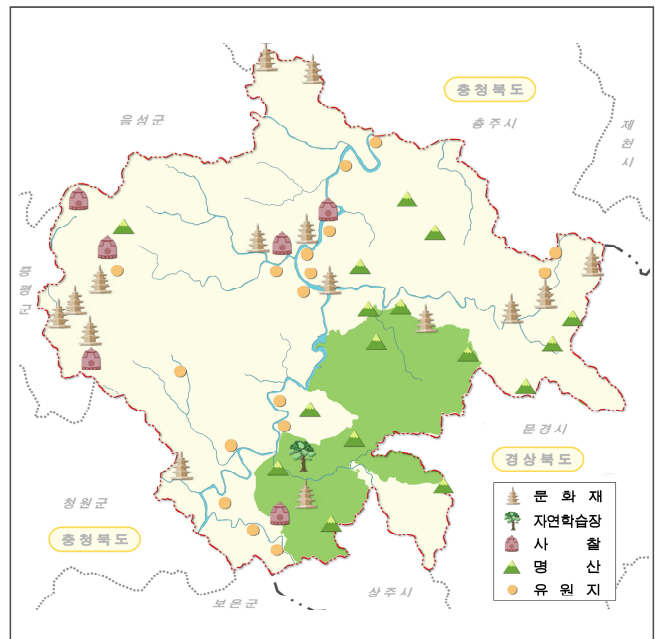 충청북도
음성군
충주시
제천시
증평군
문경시
경상북도
청원군
충청북도
보은군
상주시
문 화 재
자연학습장
사 찰
명 산
유 원 지